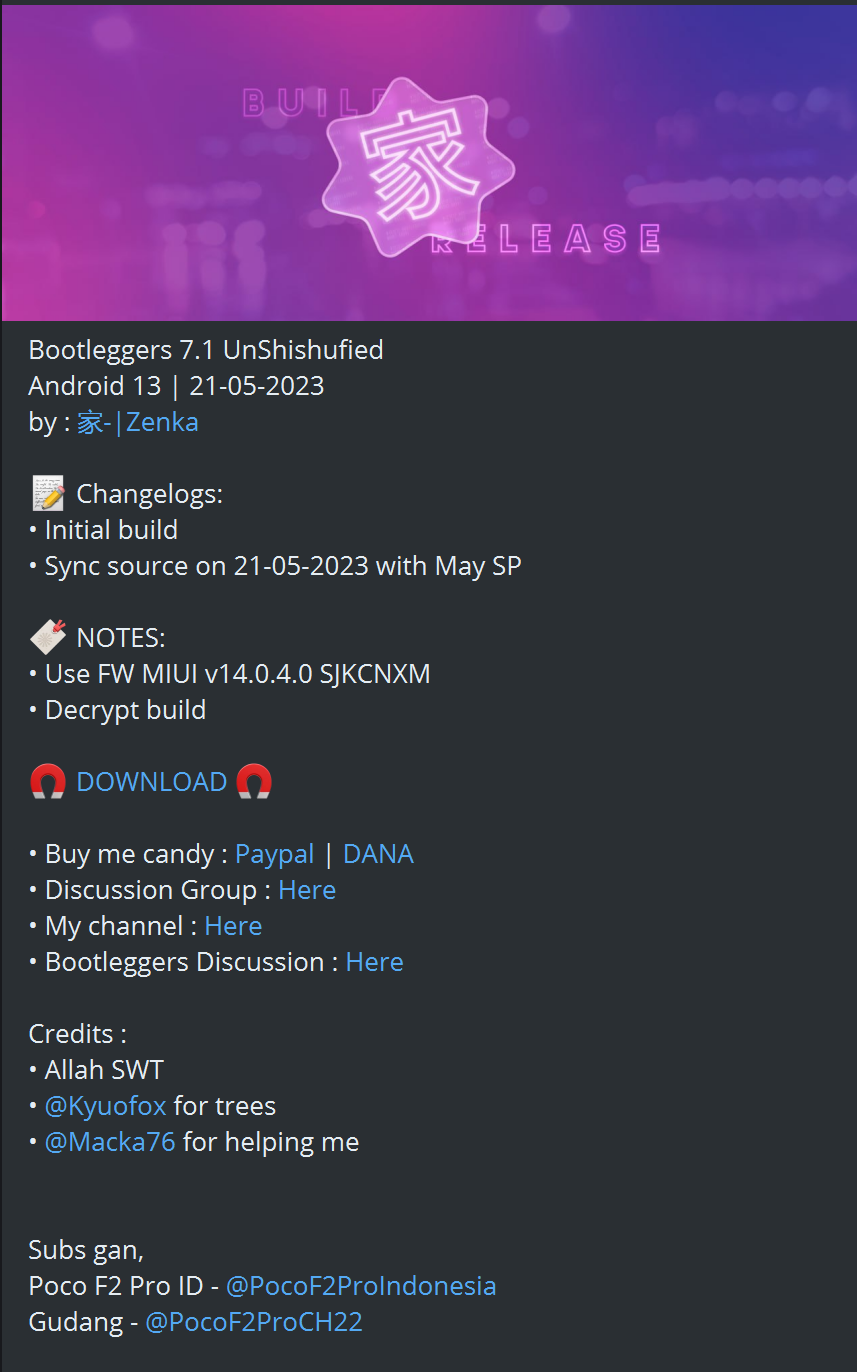 BUILD
家
RELEASE
Bootleggers 7.1 UnShishufied
Android 13 | 21-05-2023
by : 家-|Zenka
📝 Changelogs:
• Initial build
• Sync source on 21-05-2023 with May SP
NOTES:
• Use FW MIUI v14.0.4.0 SJKCNXM
• Decrypt build
🧲 DOWNLOAD 🧲
• Buy me candy : Paypal | DANA
• Discussion Group : Here
• My channel : Here
• Bootleggers Discussion : Here
Credits :
• Allah SWT
• @Kyuofox for trees
• @Macka76 for helping me
Subs gan,
Poco F2 Pro ID - @PocoF2ProIndonesia
Gudang - @PocoF2ProCH22